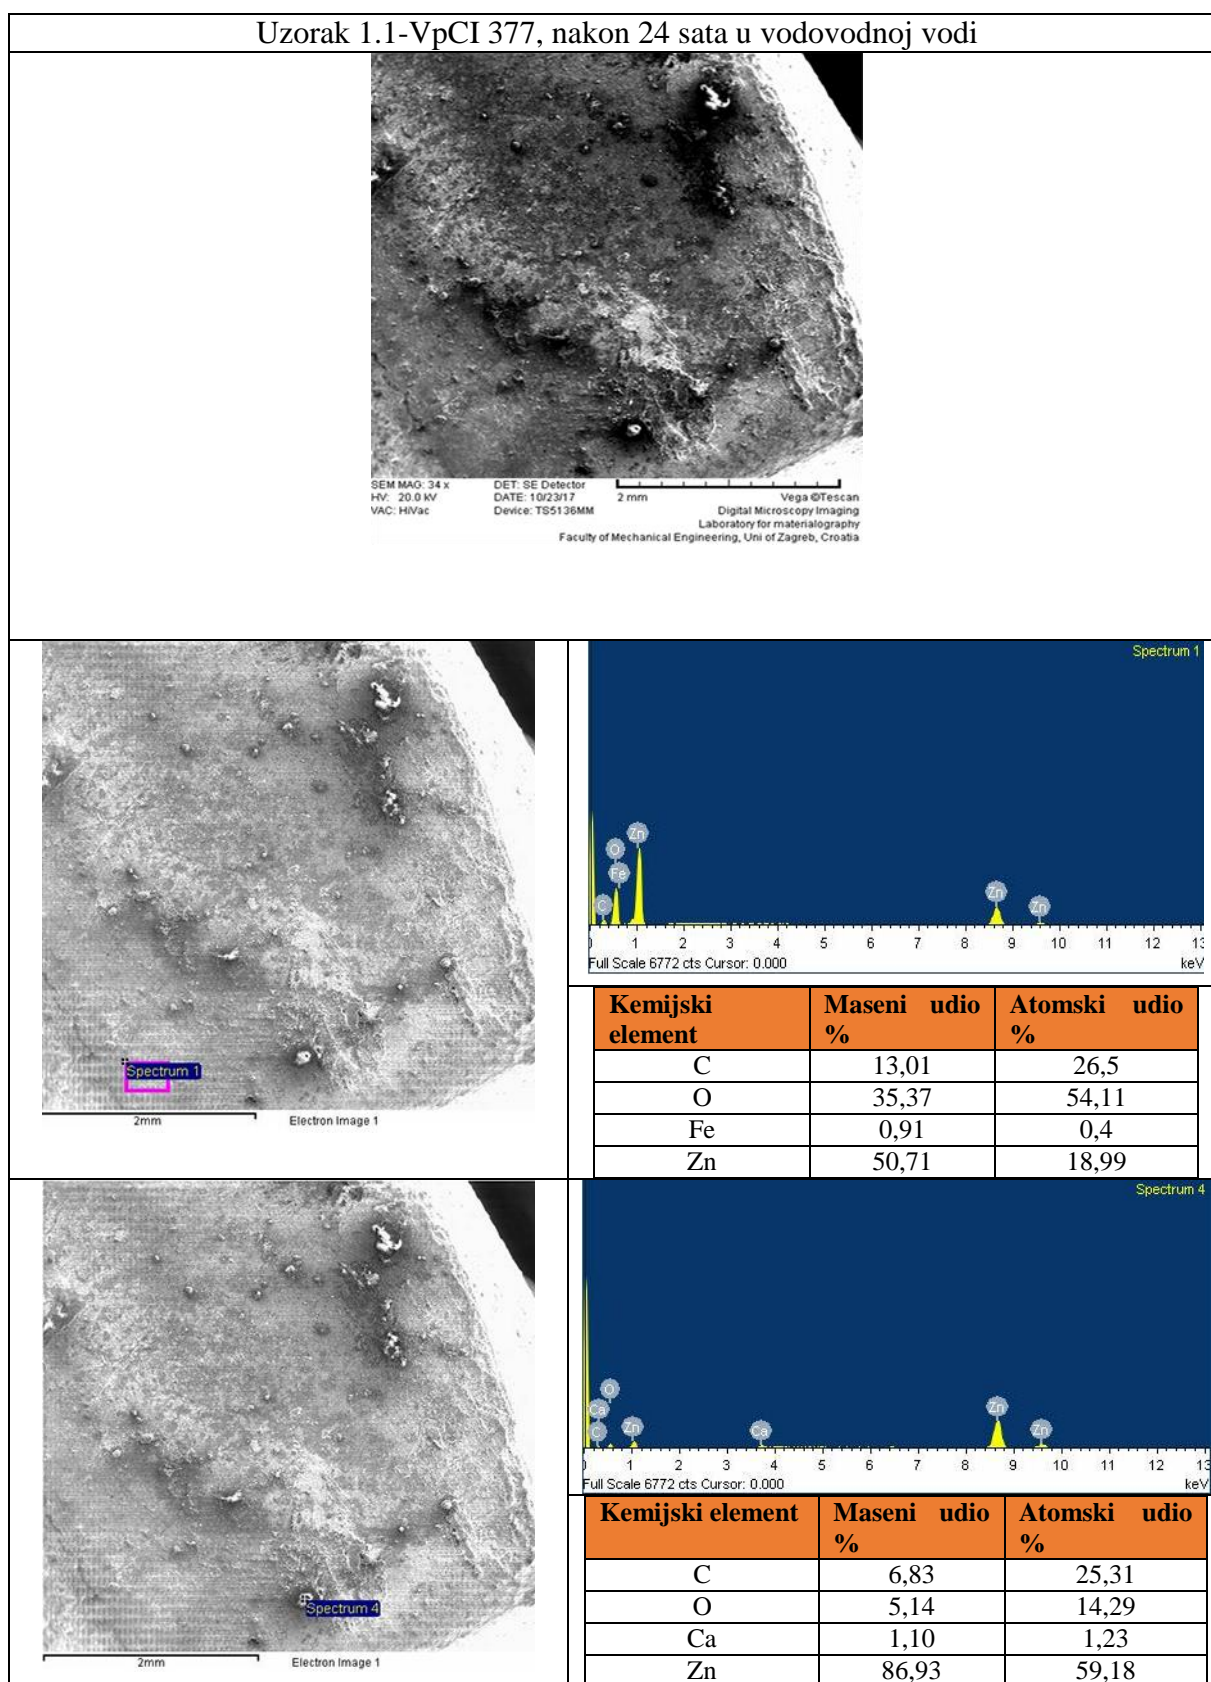 Uzorak 1.1-VpCI 377, nakon 24 sata u vodovodnoj vodi
SEM MAG: 34 x DET: SE Detector
HV: 20.0 kV DATE: 10/23/17 2 mm Vega ©Tescan
VAC: HiVac Device: TS5136MM Digital Microscopy Imaging
Laboratory for materialography
Faculty of Mechanical Engineering, Uni of Zagreb, Croatia
Spectrum 1
2mm Electron Image 1
Spectrum 1
Zn
O
Fe
C
Zn
Zn
1 2 3 4 5 6 7 8 9 10 11 12 13
Full Scale 6772 cts Cursor: 0.000 keV
Kemijski element Maseni udio % Atomski udio %
C 13,01 26,5
O 35,37 54,11
Fe 0,91 0,4
Zn 50,71 18,99
Spectrum 4
2mm Electron Image 1
Spectrum 4
O
Ca
C
Zn
Ca
Zn
Zn
1 2 3 4 5 6 7 8 9 10 11 12 13
Full Scale 6772 cts Cursor: 0.000 keV
Kemijski element Maseni udio % Atomski udio %
C 6,83 25,31
O 5,14 14,29
Ca 1,10 1,23
Zn 86,93 59,18